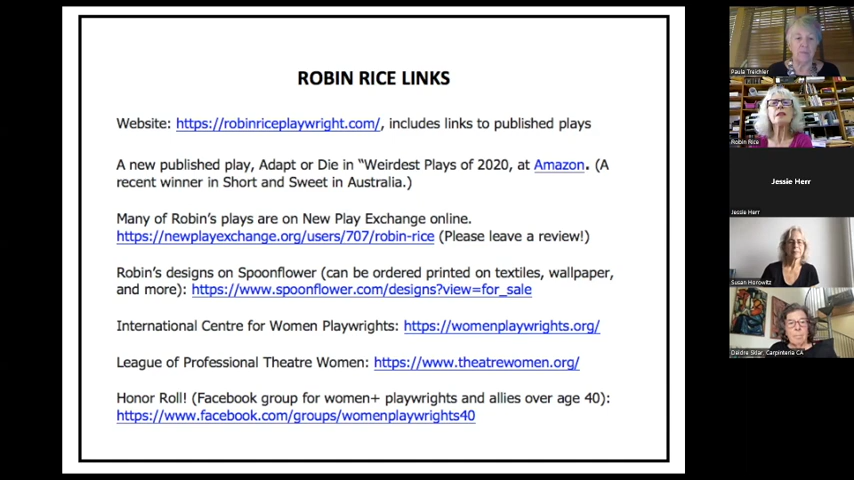 ROBIN RICE LINKS
Website: https://robinriceplaywright.com/, includes links to published plays
A new published play, Adapt or Die in “Weirdest Plays of 2020, at Amazon. (A
recent winner in Short and Sweet in Australia.)
Many of Robin’s plays are on New Play Exchange online.
https://newplayexchange.org/users/707/robin-rice (Please leave a review!)
Robin’s designs on Spoonflower (can be ordered printed on textiles, wallpaper,
and more): https://www.spoonflower.com/designs?view=for_sale
International Centre for Women Playwrights: https://womenplaywrights.org/
League of Professional Theatre Women: https://www.theatrewomen.org/
Honor Roll! (Facebook group for women+ playwrights and allies over age 40):
https://www.facebook.com/groups/womenplaywrights40
Paula Treichler
Robin Rice
Jessie Herr
Jessie Herr
Susan Horowitz
Deidre Sklar, Carpinteria CA